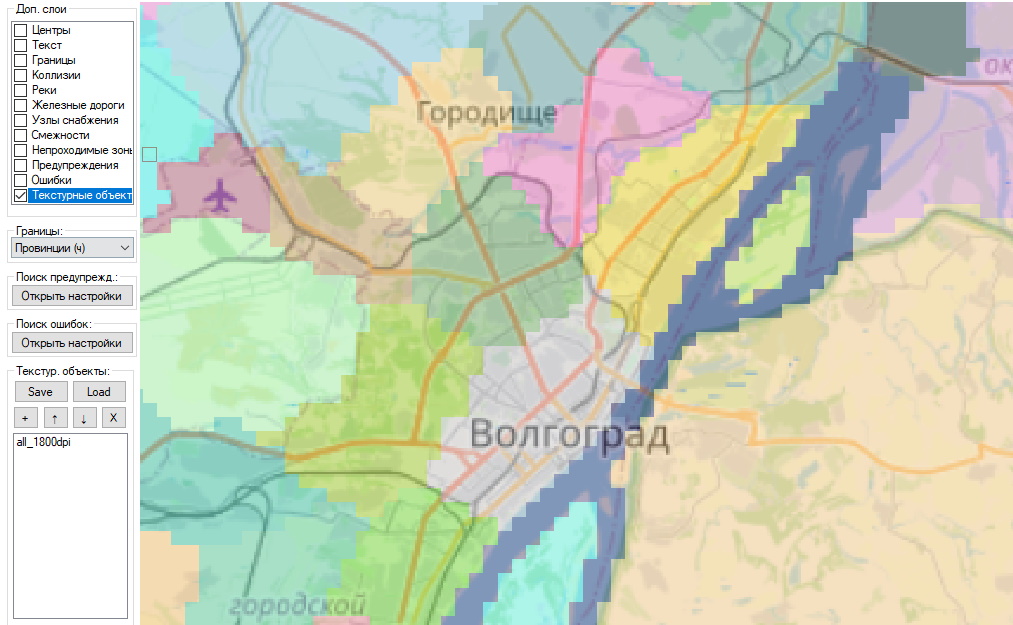 Доп. слои
Центры
Текст
Границы
Коллизии
Реки
Железные дороги
Узлы снабжения
Смежности
Непроходимые зоны
Предупреждения
Ошибки
Текстурные объект
Границы:
Провинции (ч)
Поиск предупрежд.:
Открыть настройки
Поиск ошибок:
Открыть настройки
Текстур. объекты:
Save Load
+ ↑ ↓ X
all_1800dpi
ок
Городище
Волгоград
городской